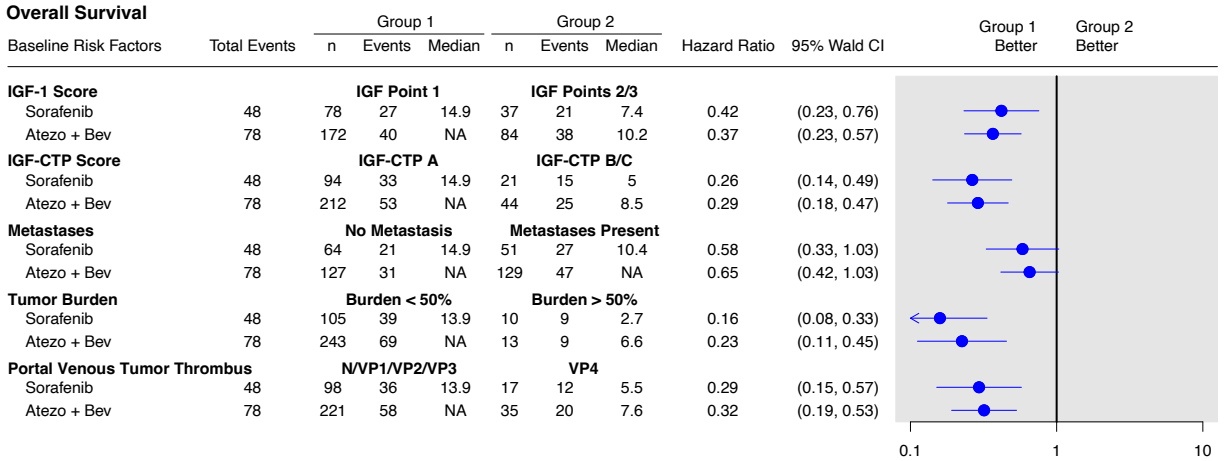 Overall Survival
Group 1 Group 2 Group 1 Group 2
Baseline Risk Factors Total Events n Events Median n Events Median Hazard Ratio 95% Wald CI Better Better
IGF-1 Score IGF Point 1 IGF Points 2/3
Sorafenib 48 78 27 14.9 37 21 7.4 0.42 (0.23, 0.76)
Atezo + Bev 78 172 40 NA 84 38 10.2 0.37 (0.23, 0.57)
IGF-CTP Score IGF-CTP A IGF-CTP B/C
Sorafenib 48 94 33 14.9 21 15 5 0.26 (0.14, 0.49)
Atezo + Bev 78 212 53 NA 44 25 8.5 0.29 (0.18, 0.47)
Metastases No Metastasis Metastases Present
Sorafenib 48 64 21 14.9 51 27 10.4 0.58 (0.33, 1.03)
Atezo + Bev 78 127 31 NA 129 47 NA 0.65 (0.42, 1.03)
Tumor Burden Burden < 50% Burden > 50%
Sorafenib 48 105 39 13.9 10 9 2.7 0.16 (0.08, 0.33)
Atezo + Bev 78 243 69 NA 13 9 6.6 0.23 (0.11, 0.45)
Portal Venous Tumor Thrombus N/VP1/VP2/VP3 VP4
Sorafenib 48 98 36 13.9 17 12 5.5 0.29 (0.15, 0.57)
Atezo + Bev 78 221 58 NA 35 20 7.6 0.32 (0.19, 0.53)
0.1 1 10